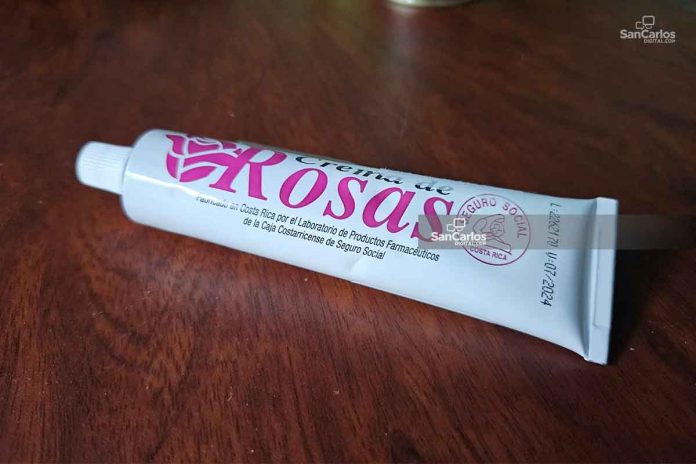 SanCarlos
DIGITAL.COM
Crema de
Rosas
Fabricado en Costa Rica por el Laboratorio de Productos Farmacéuticos
de la Caja Costarricense de Seguro Social
SEGURO SOCIAL
COSTA RICA
SanCarlos
DIGITAL.COM
V:07/2024